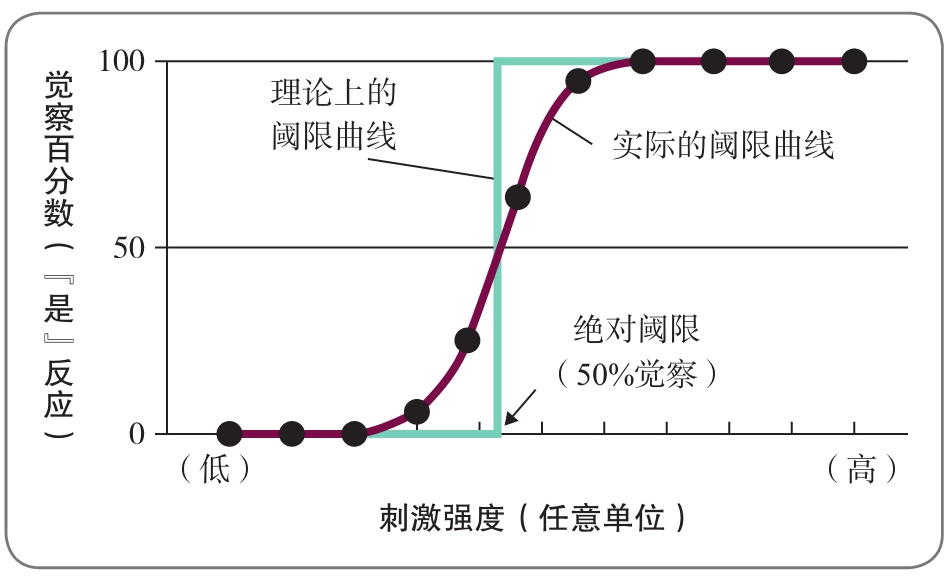 觉察百分数(『是』反应)
100
50
0
理论上的
阈限曲线
实际的阈限曲线
绝对阈限
(50%觉察)
(低)
(高)
刺激强度(任意单位)